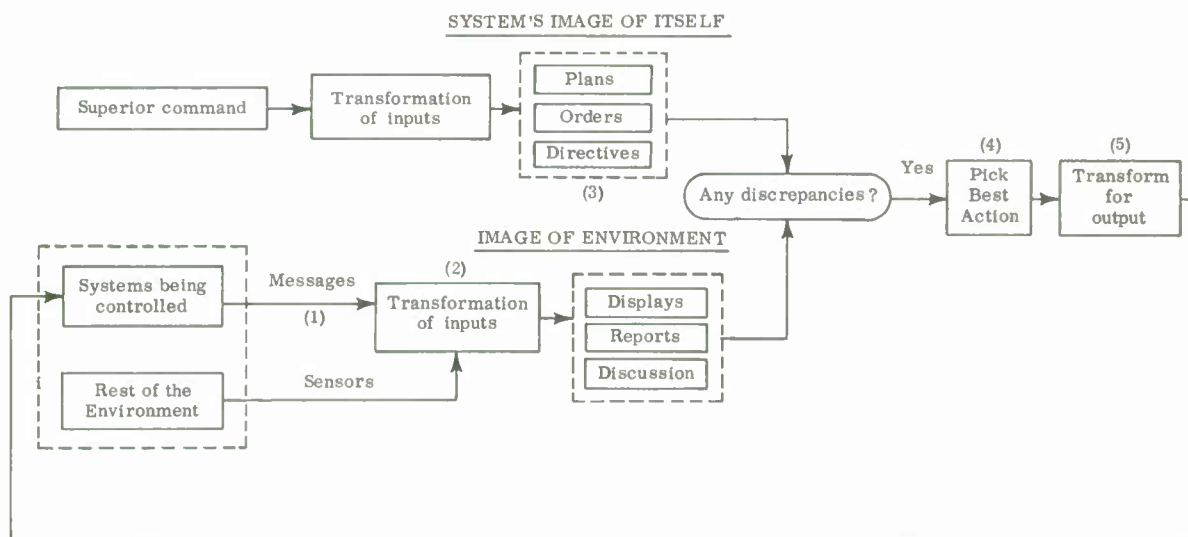 SYSTEM'S IMAGE OF ITSELF
Superior command
Transformation
of inputs
Plans
Orders
Directives
(3)
Any discrepancies?
Yes
(4)
Pick
Best
Action
(5)
Transform
for
output
IMAGE OF ENVIRONMENT
Systems being
controlled
Messages
(1)
(2)
Transformation
of inputs
Displays
Reports
Discussion
Rest of the
Environment
Sensors